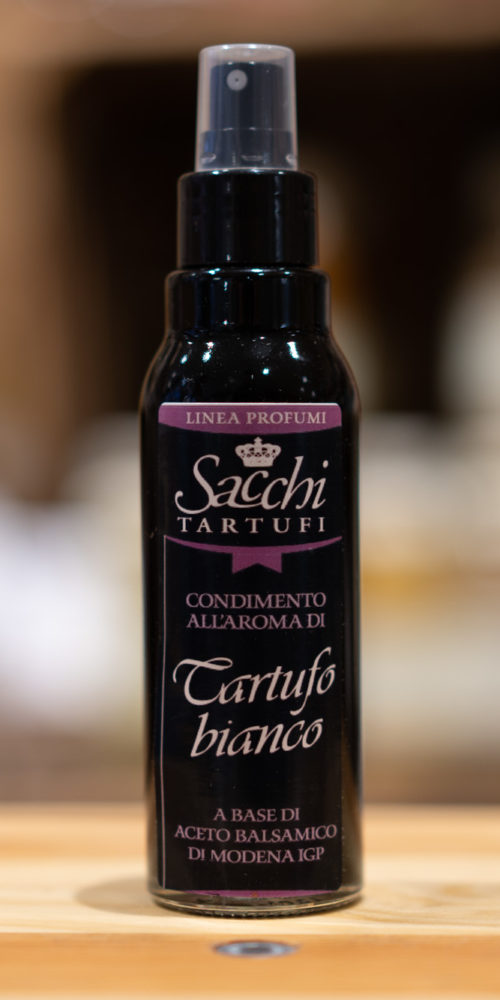 LINEA PROFUMI
Sacchi
TARTUFI
CONDIMENTO
ALL'AROMA DI
Tartufo
bianco
A BASE DI
ACETO BALSAMICO
DI MODENA IGP